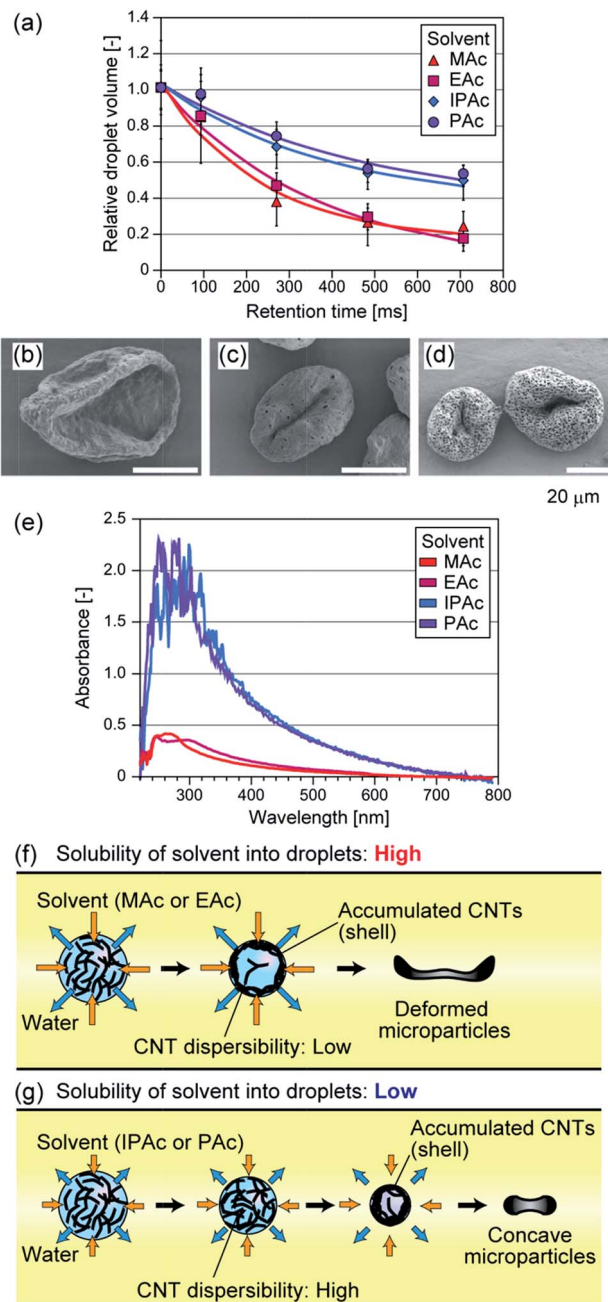 (a)
1.4
1.2
1.0
0.8
0.6
0.4
0.2
0
Relative droplet volume [-]
Solvent
MAc
EAc
IPAc
PAc
0 100 200 300 400 500 600 700 800
Retention time [ms]
(b) (c) (d)
20 μm
(e)
2.5
2.0
1.5
1.0
0.5
0
Absorbance [-]
Solvent
MAc
EAc
IPAc
PAc
300 400 500 600 700 800
Wavelength [nm]
(f) Solubility of solvent into droplets: High
Solvent (MAc or EAc)
Accumulated CNTs
(shell)
Water
CNT dispersibility: Low
Deformed
microparticles
(g) Solubility of solvent into droplets: Low
Solvent (IPAc or PAc)
Accumulated CNTs
(shell)
Water
CNT dispersibility: High
Concave
microparticles